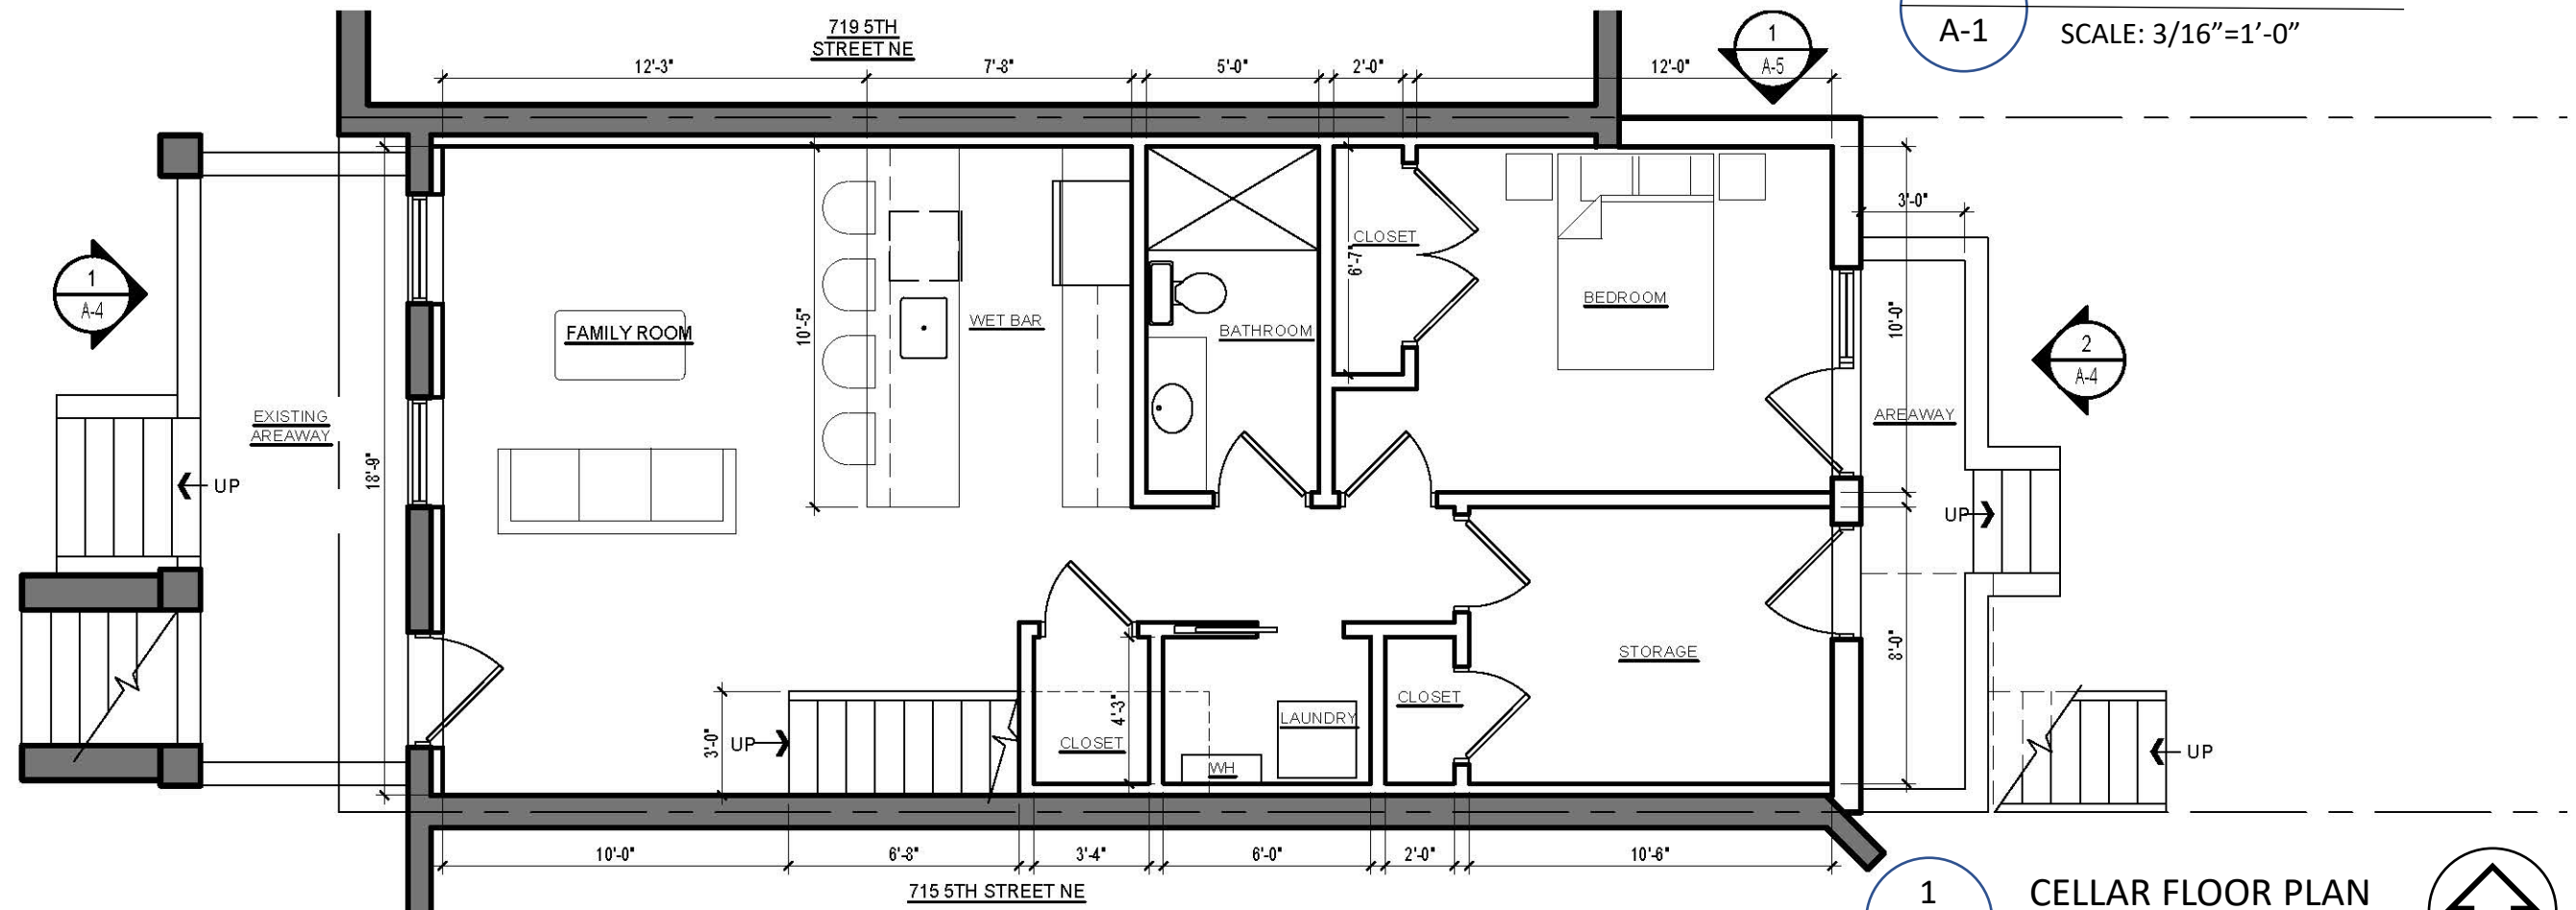 719 5TH
STREET NE
A-1
SCALE: 3/16”=1’-0”
1
A-5
12'-3"
7'-8"
5'-0"
2'-0"
12'-0"
3'-0"
CLOSET
6'-7"
BEDROOM
1
A-4
FAMILY ROOM
10'-5"
WET BAR
BATHROOM
10'-0"
2
A-4
EXISTING
AREAWAY
AREAWAY
18'-9"
UP
UP
STORAGE
8'-0"
CLOSET
4'-3"
LAUNDRY
3'-0"
UP
CLOSET
WH
UP
10'-0"
6'-8"
3'-4"
6'-0"
2'-0"
10'-6"
715 5TH STREET NE
1
CELLAR FLOOR PLAN